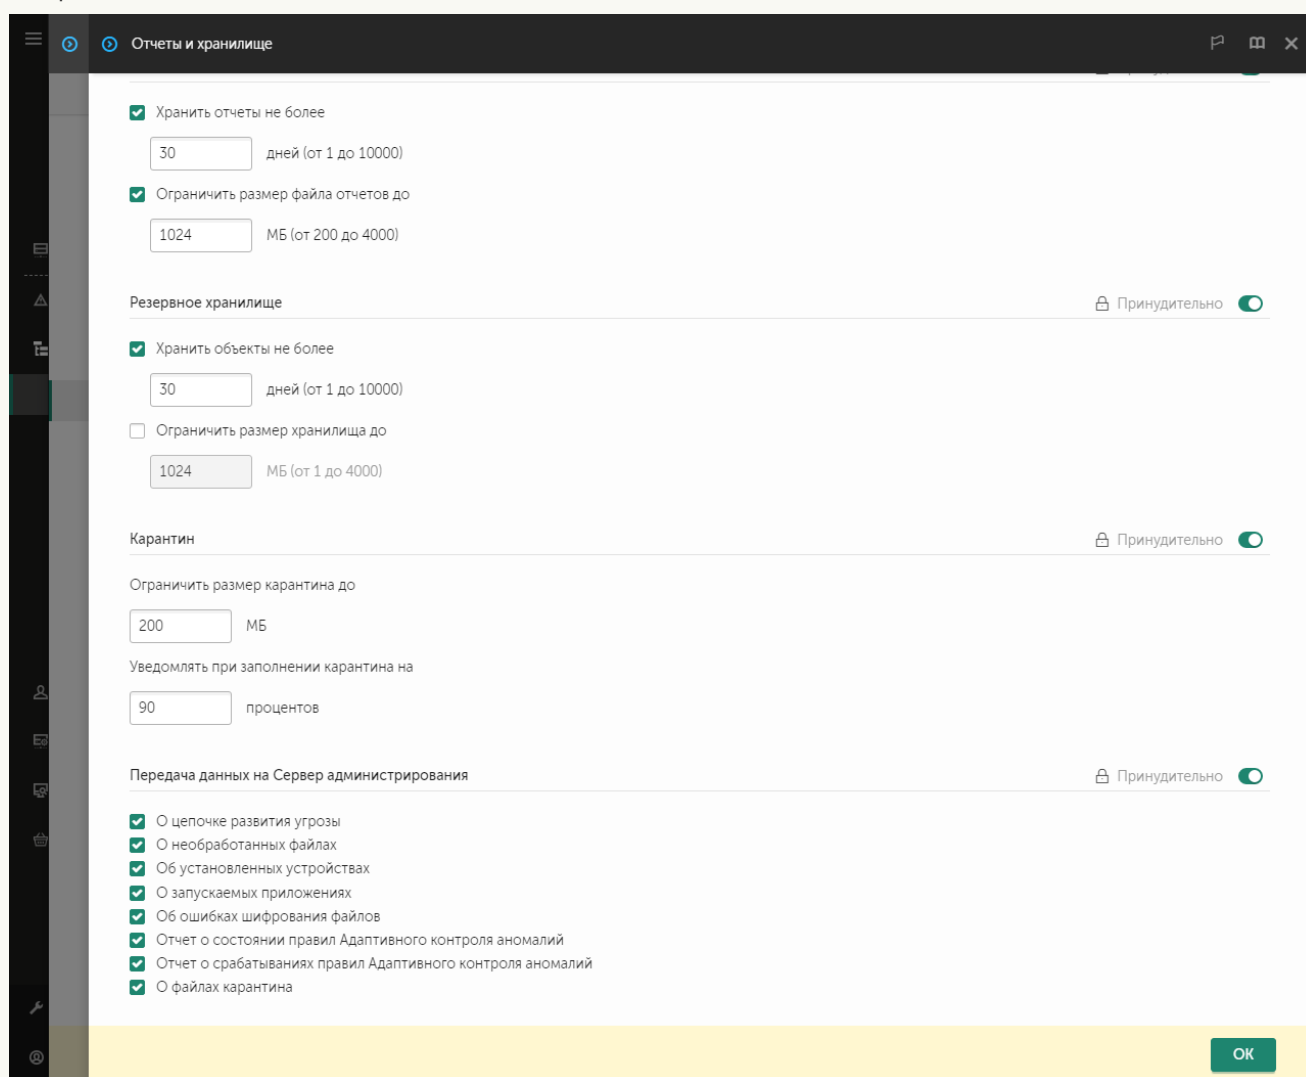 Отчеты и хранилище
Хранить отчеты не более
30 дней (от 1 до 10000)
Ограничить размер файла отчетов до
1024 МБ (от 200 до 4000)
Резервное хранилище Принудительно
Хранить объекты не более
30 дней (от 1 до 10000)
Ограничить размер хранилища до
1024 МБ (от 1 до 4000)
Карантин Принудительно
Ограничить размер карантина до
200 МБ
Уведомлять при заполнении карантина на
90 процентов
Передача данных на Сервер администрирования Принудительно
О цепочке развития угрозы
О необработанных файлах
Об установленных устройствах
О запускаемых приложениях
Об ошибках шифрования файлов
Отчет о состоянии правил Адаптивного контроля аномалий
Отчет о срабатываниях правил Адаптивного контроля аномалий
О файлах карантина
ОК